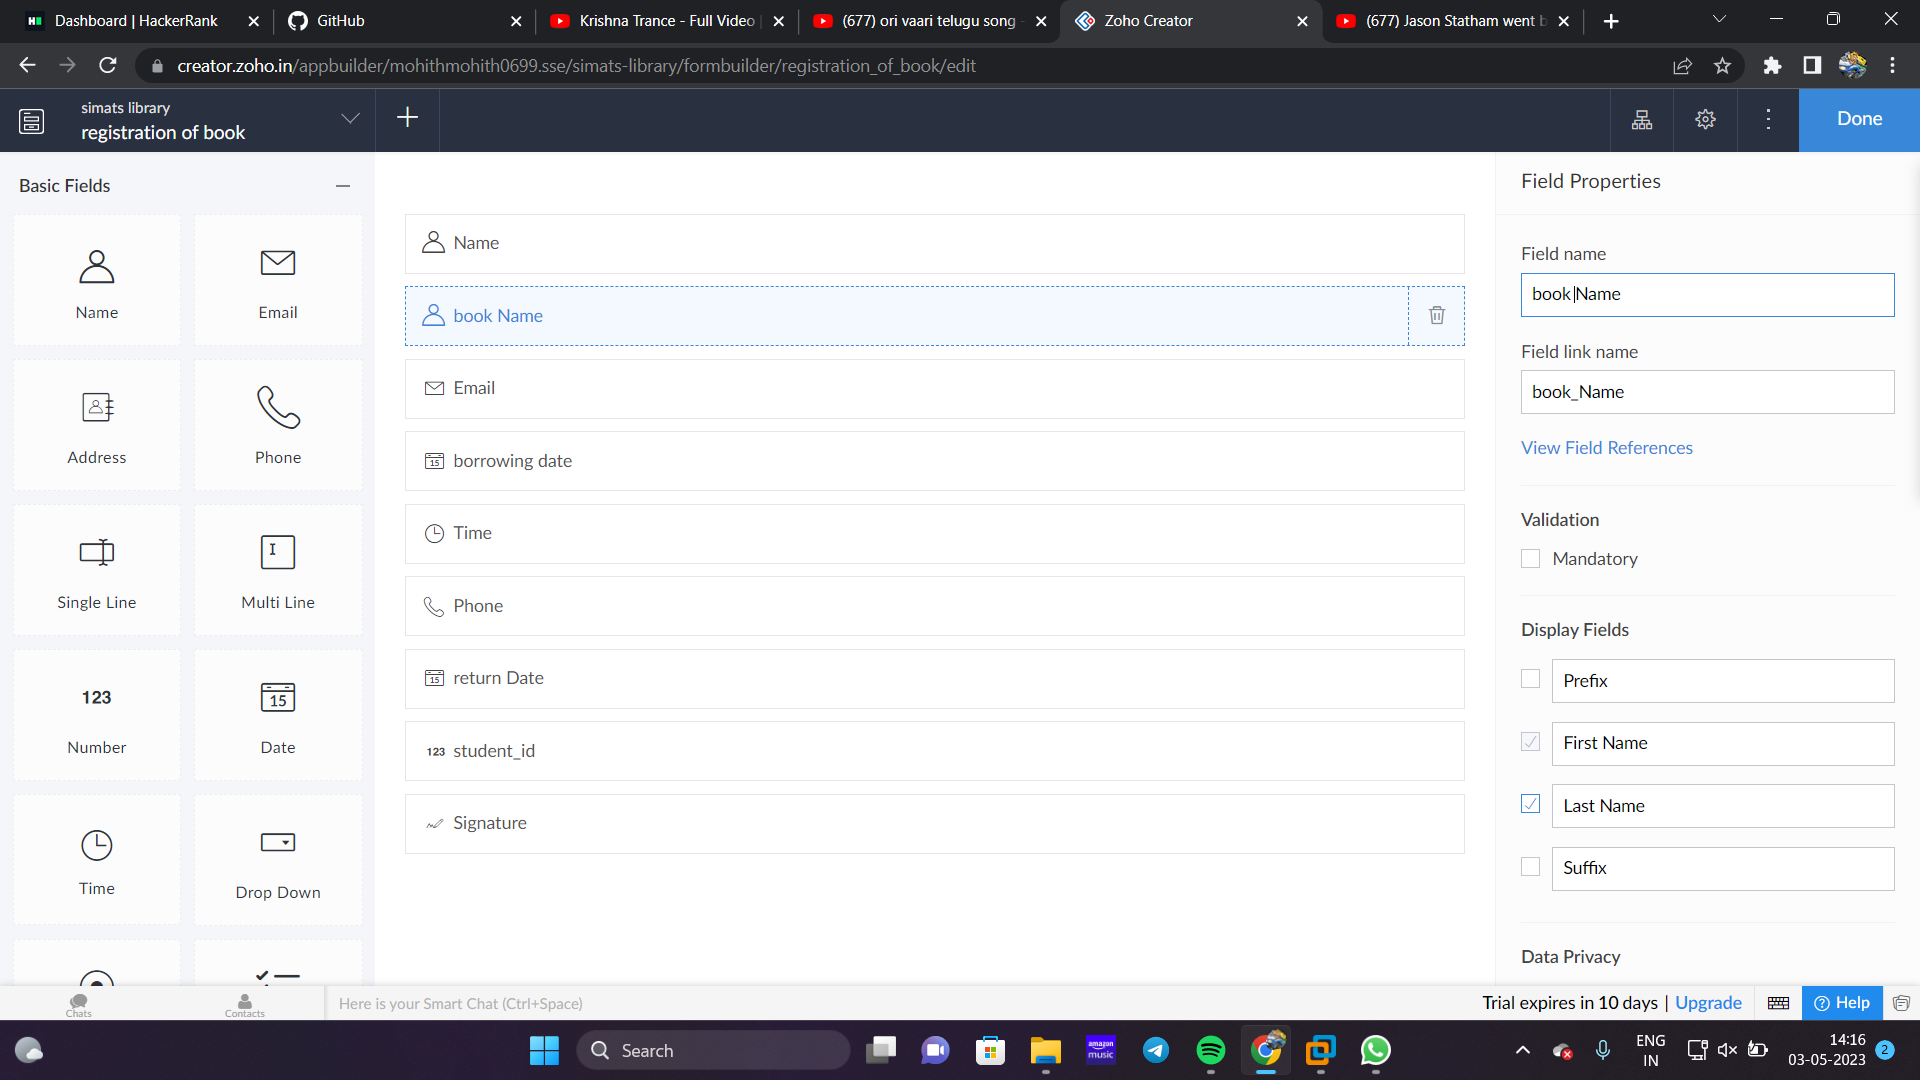 Dashboard | HackerRank
GitHub
Krishna Trance - Full Video |
(677) ori vaari telugu song -
Zoho Creator
(677) Jason Statham went b
creator.zoho.in/appbuilder/mohithmohith0699.sse/simats-library/formbuilder/registration_of_book/edit
simats library
registration of book
Done
Basic Fields
Name
Email
Address
Phone
Single Line
Multi Line
123
Number
15
Date
Time
Drop Down
Name
book Name
Email
15 borrowing date
Time
Phone
15 return Date
123 student_id
Signature
Field Properties
Field name
book Name
Field link name
book_Name
View Field References
Validation
Mandatory
Display Fields
Prefix
First Name
Last Name
Suffix
Data Privacy
Chats
Contacts
Here is your Smart Chat (Ctrl+Space)
Trial expires in 10 days | Upgrade
Help
Search
amazon music
ENG
IN
14:16
03-05-2023
2